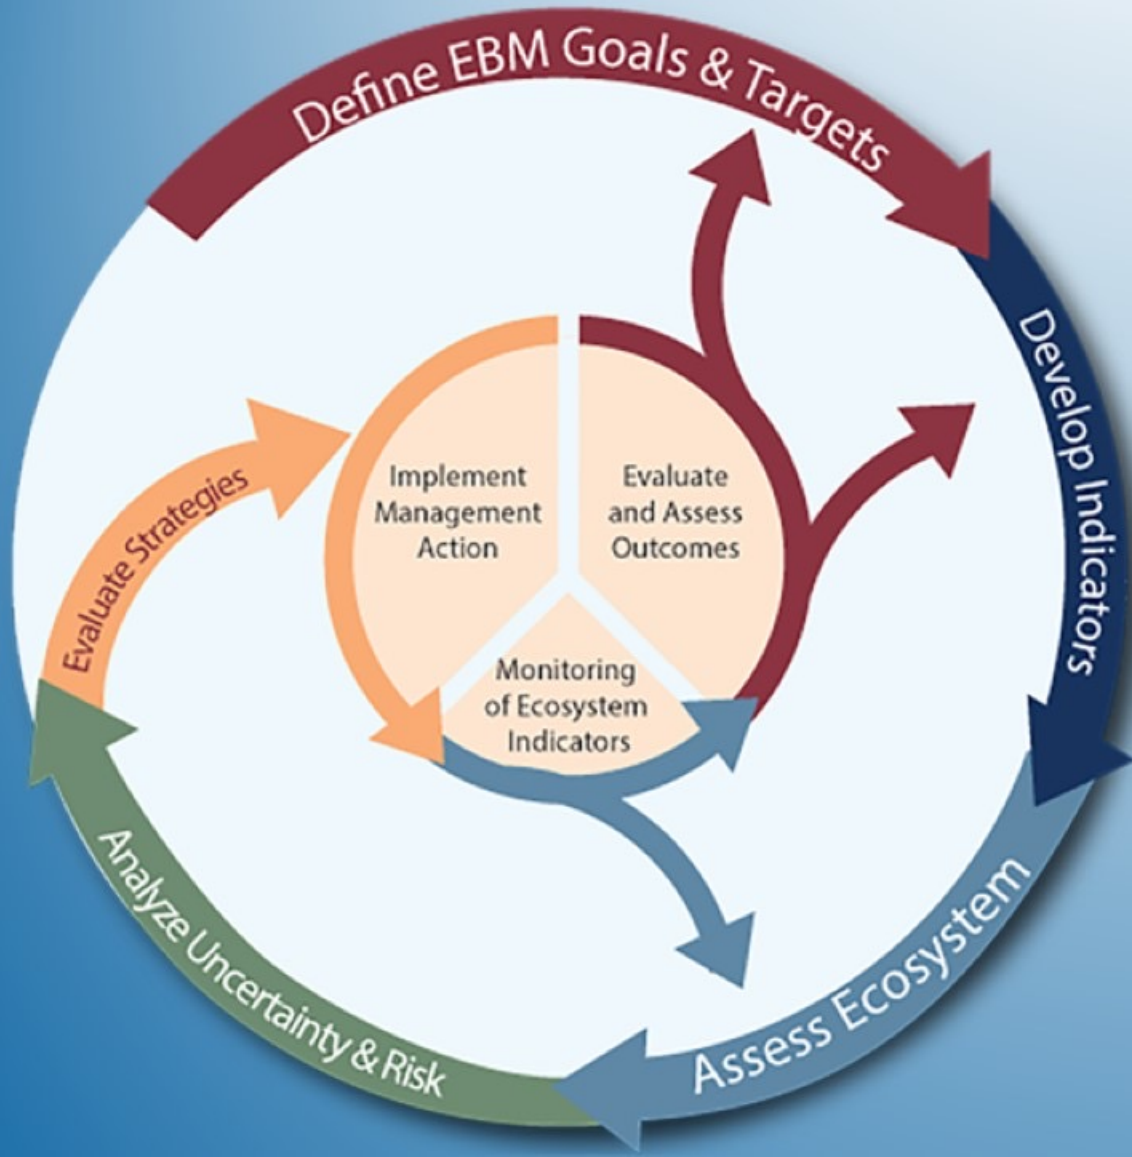 Define EBM Goals & Targets
Develop Indicators
Assess Ecosystem
Analyze Uncertainty & Risk
Evaluate Strategies
Implement
Management
Action
Evaluate
and Assess
Outcomes
Monitoring
of Ecosystem
Indicators